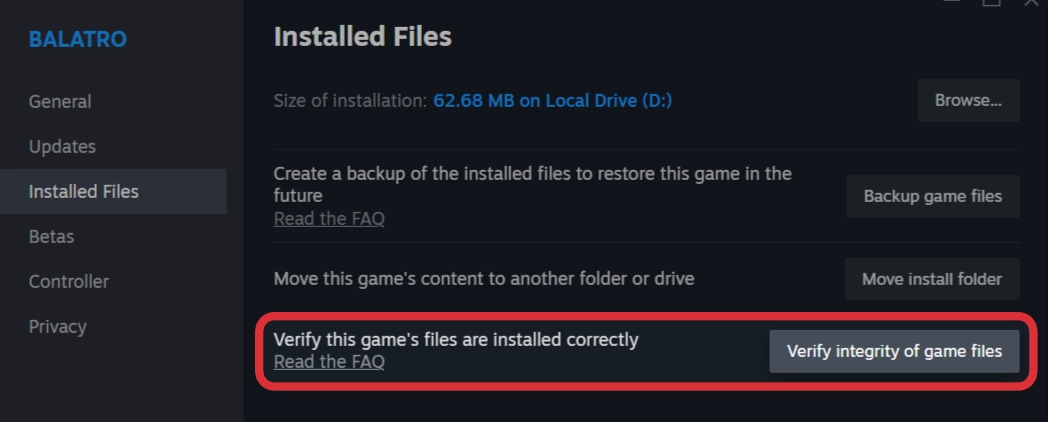 BALATRO
General
Updates
Installed Files
Betas
Controller
Privacy
Installed Files
Size of installation: 62.68 MB on Local Drive (D:)
Browse...
Create a backup of the installed files to restore this game in the
future
Read the FAQ
Backup game files
Move this game's content to another folder or drive
Move install folder
Verify this game's files are installed correctly
Read the FAQ
Verify integrity of game files